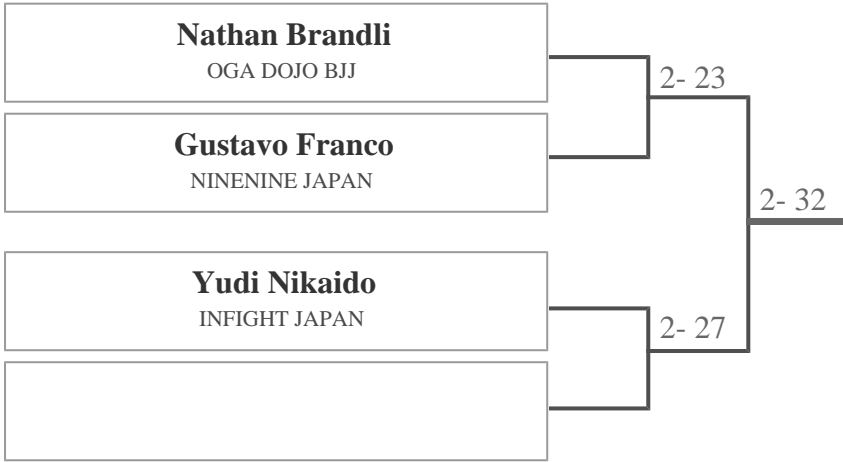 Nathan Brandli
OGA DOJO BJJ
2- 23
Gustavo Franco
NINENINE JAPAN
2- 32
Yudi Nikaido
INFIGHT JAPAN
2- 27